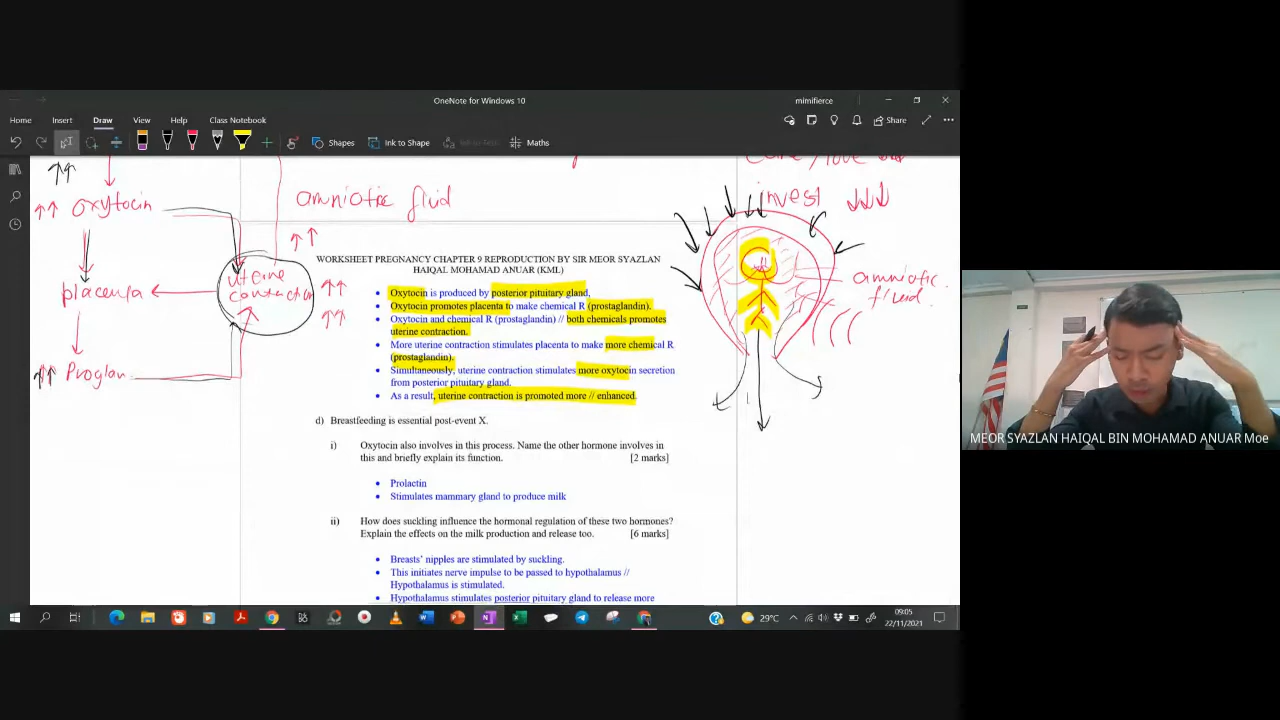 OneNote for Windows 10
mimifierce
Home Insert Draw View Help Class Notebook
Share
Shapes
Ink to Shape
Maths
invest
oxytocin
amniotic fluid
uterine
contraction
placenta
Proglan
amniotic
fluid
WORKSHEET PREGNANCY CHAPTER 9 REPRODUCTION BY SIR MEOR SYAZLAN
HAIQAL MOHAMAD ANUAR (KML)
• Oxytocin is produced by posterior pituitary gland,
• Oxytocin promotes placenta to make chemical R (prostaglandin).
• Oxytocin and chemical R (prostaglandin) // both chemicals promotes
uterine contraction.
• More uterine contraction stimulates placenta to make more chemical R
(prostaglandin).
• Simultaneously, uterine contraction stimulates more oxytocin secretion
from posterior pituitary gland.
• As a result, uterine contraction is promoted more // enhanced.
d) Breastfeeding is essential post-event X.
i) Oxytocin also involves in this process. Name the other hormone involves in
this and briefly explain its function. [2 marks]
• Prolactin
• Stimulates mammary gland to produce milk
ii) How does suckling influence the hormonal regulation of these two hormones?
Explain the effects on the milk production and release too. [6 marks]
• Breasts' nipples are stimulated by suckling.
• This initiates nerve impulse to be passed to hypothalamus //
Hypothalamus is stimulated.
• Hypothalamus stimulates posterior pituitary gland to release more
MEOR SYAZLAN HAIQAL BIN MOHAMAD ANUAR Moe
29°C
09:05
22/11/2021